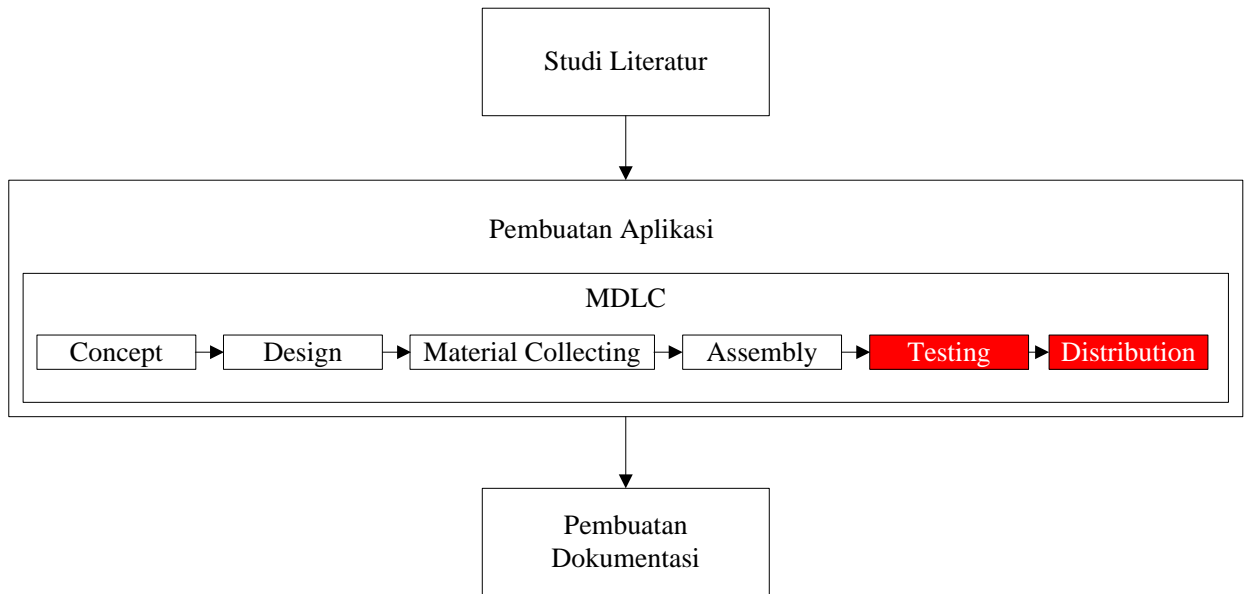 Studi Literatur
Pembuatan Aplikasi
MDLC
Concept
Design
Material Collecting
Assembly
Testing
Distribution
Pembuatan
Dokumentasi